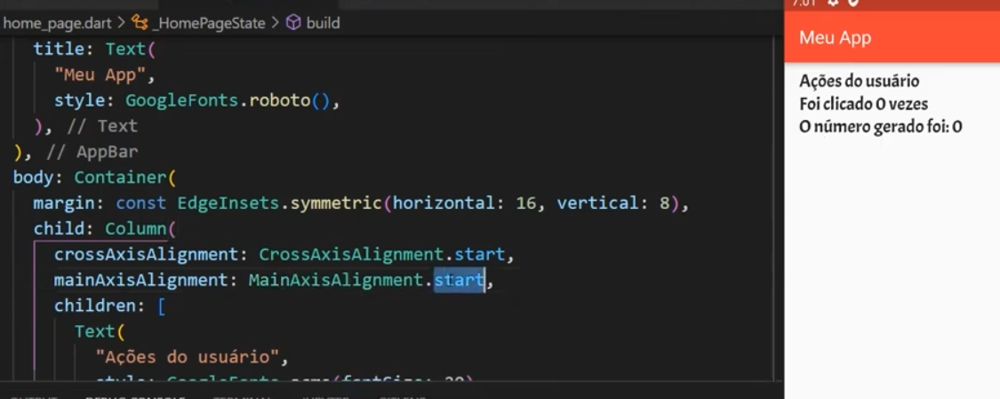 home_page.dart > _HomePageState > build
title: Text(
"Meu App",
style: GoogleFonts.roboto(),
), // Text
), // AppBar
body: Container(
margin: const EdgeInsets.symmetric(horizontal: 16, vertical: 8),
child: Column(
crossAxisAlignment: CrossAxisAlignment.start,
mainAxisAlignment: MainAxisAlignment.start,
children: [
Text(
"Ações do usuário",
7:01
Meu App
Ações do usuário
Foi clicado 0 vezes
O número gerado foi: 0